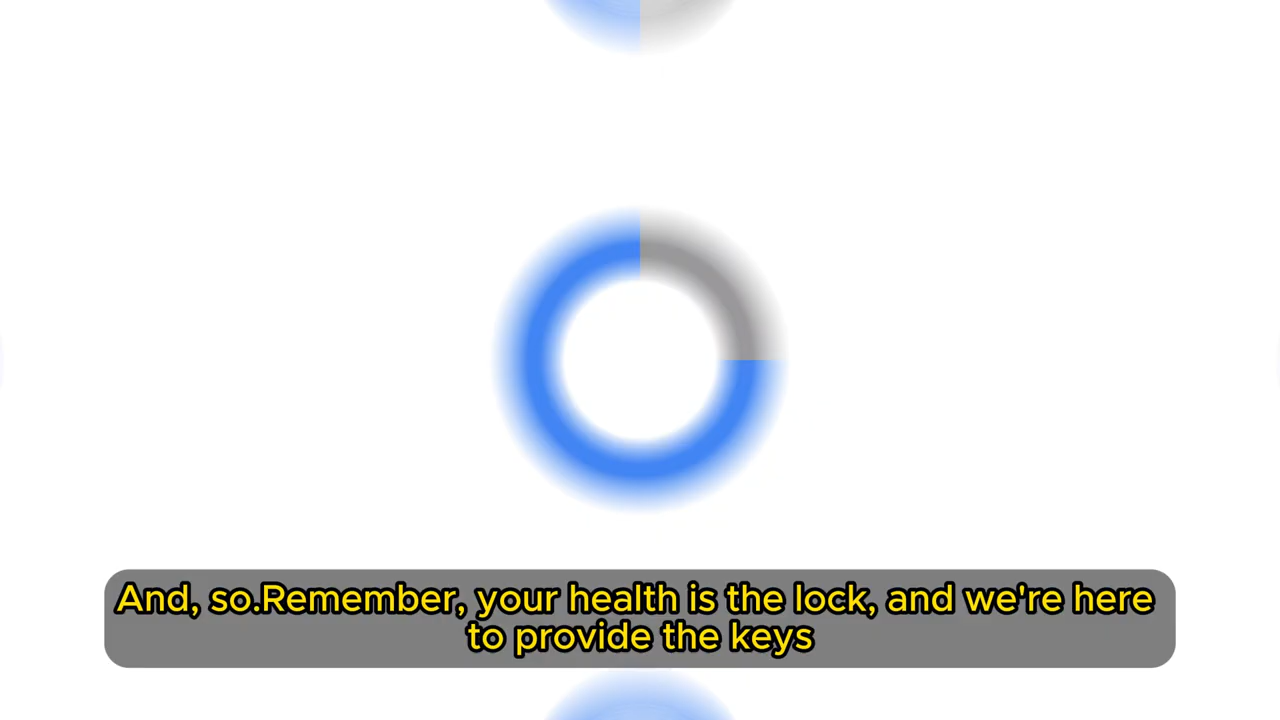 And, so.Remember, your health is the lock, and we're here
to provide the keys